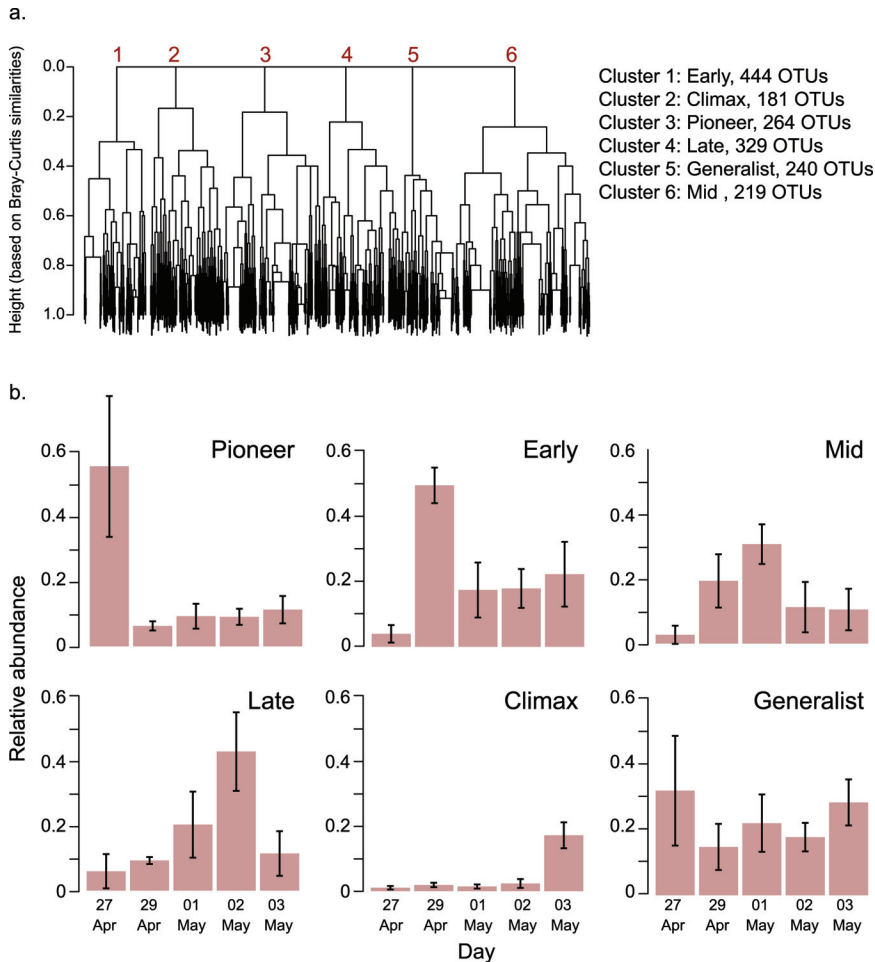 a.
1 2 3 4 5 6
0.0
0.2
0.4
0.6
0.8
1.0
Height (based on Bray-Curtis similarities)
Cluster 1: Early, 444 OTUs
Cluster 2: Climax, 181 OTUs
Cluster 3: Pioneer, 264 OTUs
Cluster 4: Late, 329 OTUs
Cluster 5: Generalist, 240 OTUs
Cluster 6: Mid , 219 OTUs
b.
Relative abundance
Pioneer
0.6
0.4
0.2
0
Early
0.6
0.4
0.2
0
Mid
0.6
0.4
0.2
0
Late
0.6
0.4
0.2
0
27 29 01 02 03
Apr Apr May May May
Climax
0.6
0.4
0.2
0
27 29 01 02 03
Apr Apr May May May
Generalist
0.6
0.4
0.2
0
27 29 01 02 03
Apr Apr May May May
Day